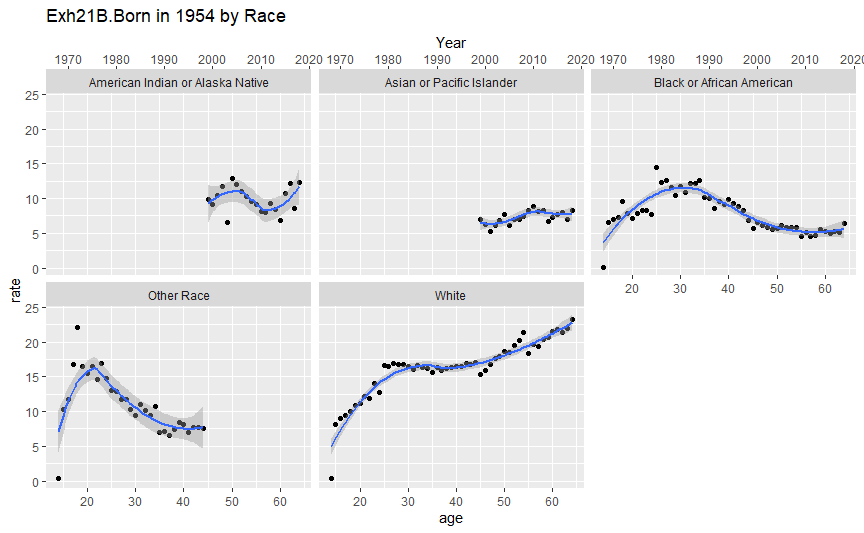 Exh21B.Born in 1954 by Race
Year
1970 1980 1990 2000 2010 2020 1970 1980 1990 2000 2010 2020 1970 1980 1990 2000 2010 2020
American Indian or Alaska Native Asian or Pacific Islander Black or African American
25
20
15
10
5
0
20 30 40 50 60
rate
Other Race White
25
20
15
10
5
0
20 30 40 50 60 20 30 40 50 60
age